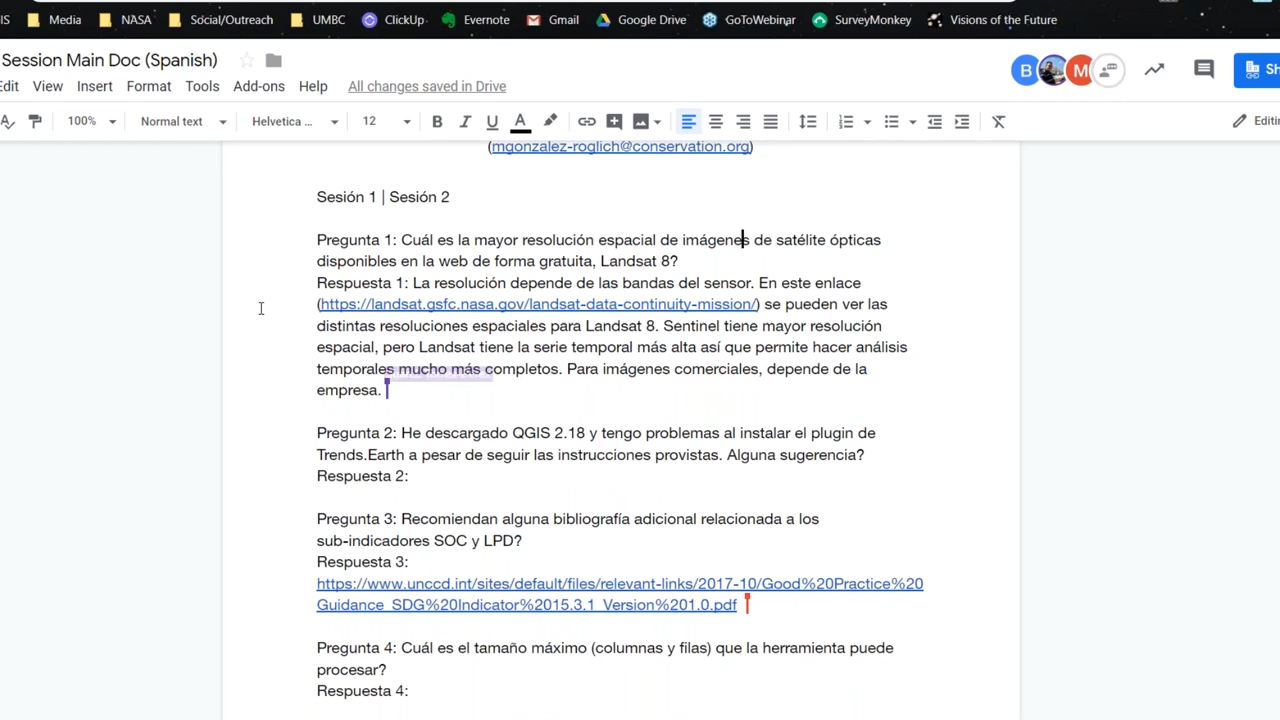 IS Media NASA Social/Outreach UMBC ClickUp Evernote Gmail Google Drive GoToWebinar SurveyMonkey Visions of the Future
Session Main Doc (Spanish)
B M Sh
Edit View Insert Format Tools Add-ons Help All changes saved in Drive
100% Normal text Helvetica ... 12 B I U A Editin
(mgonzalez-roglich@conservation.org)
Sesión 1 | Sesión 2
Pregunta 1: Cuál es la mayor resolución espacial de imágenes de satélite ópticas
disponibles en la web de forma gratuita, Landsat 8?
Respuesta 1: La resolución depende de las bandas del sensor. En este enlace
(https://landsat.gsfc.nasa.gov/landsat-data-continuity-mission/) se pueden ver las
distintas resoluciones espaciales para Landsat 8. Sentinel tiene mayor resolución
espacial, pero Landsat tiene la serie temporal más alta así que permite hacer análisis
temporales mucho más completos. Para imágenes comerciales, depende de la
empresa.
Pregunta 2: He descargado QGIS 2.18 y tengo problemas al instalar el plugin de
Trends.Earth a pesar de seguir las instrucciones provistas. Alguna sugerencia?
Respuesta 2:
Pregunta 3: Recomiendan alguna bibliografía adicional relacionada a los
sub-indicadores SOC y LPD?
Respuesta 3:
https://www.unccd.int/sites/default/files/relevant-links/2017-10/Good%20Practice%20
Guidance_SDG%20Indicator%2015.3.1_Version%201.0.pdf
Pregunta 4: Cuál es el tamaño máximo (columnas y filas) que la herramienta puede
procesar?
Respuesta 4: